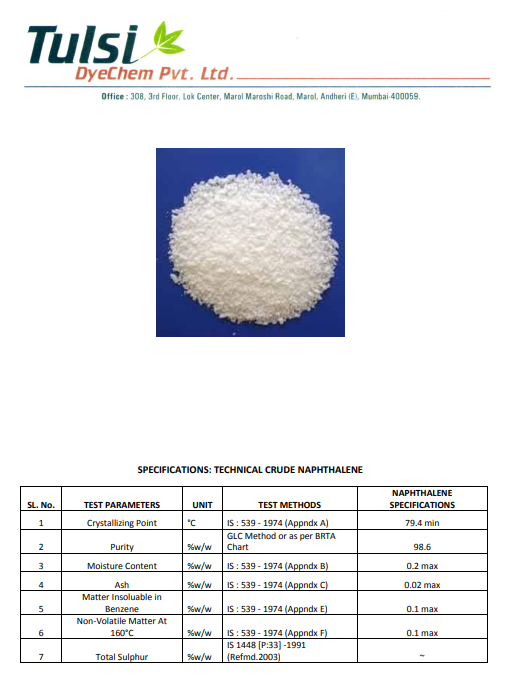 Tulsi
DyeChem Pvt. Ltd.
Office : 308, 3rd Floor, Lok Center, Marol Maroshi Road, Marol, Andheri (E), Mumbai-400059.
SPECIFICATIONS: TECHNICAL CRUDE NAPHTHALENE
SL. No. TEST PARAMETERS UNIT TEST METHODS NAPHTHALENE SPECIFICATIONS
1 Crystallizing Point °C IS : 539 - 1974 (Appndx A) 79.4 min
2 Purity %w/w GLC Method or as per BRTA Chart 98.6
3 Moisture Content %w/w IS : 539 - 1974 (Appndx B) 0.2 max
4 Ash %w/w IS : 539 - 1974 (Appndx C) 0.02 max
5 Matter Insoluable in Benzene %w/w IS : 539 - 1974 (Appndx E) 0.1 max
6 Non-Volatile Matter At 160°C %w/w IS : 539 - 1974 (Appndx F) 0.1 max
7 Total Sulphur %w/w IS 1448 [P:33] -1991 (Refmd.2003) ~